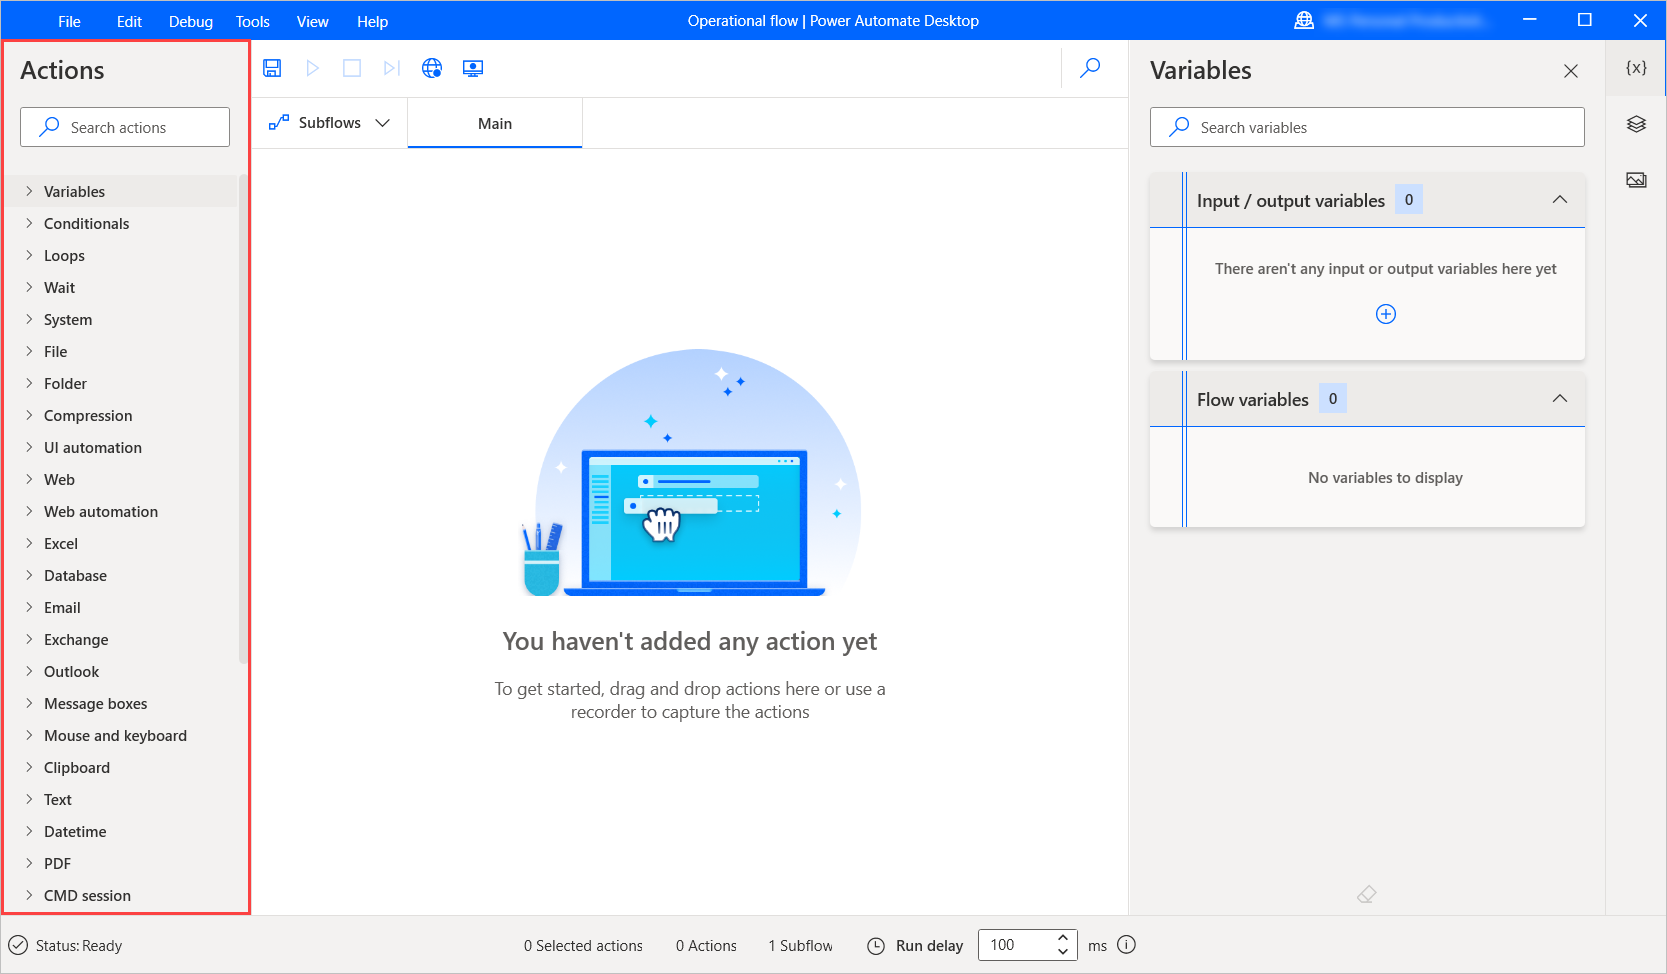 File Edit Debug Tools View Help
Operational flow | Power Automate Desktop
Actions
Search actions
Variables
Conditionals
Loops
Wait
System
File
Folder
Compression
UI automation
Web
Web automation
Excel
Database
Email
Exchange
Outlook
Message boxes
Mouse and keyboard
Clipboard
Text
Datetime
PDF
CMD session
Subflows
Main
You haven't added any action yet
To get started, drag and drop actions here or use a
recorder to capture the actions
Variables
{x}
Search variables
Input / output variables 0
There aren't any input or output variables here yet
Flow variables 0
No variables to display
Status: Ready
0 Selected actions 0 Actions 1 Subflow Run delay 100 ms